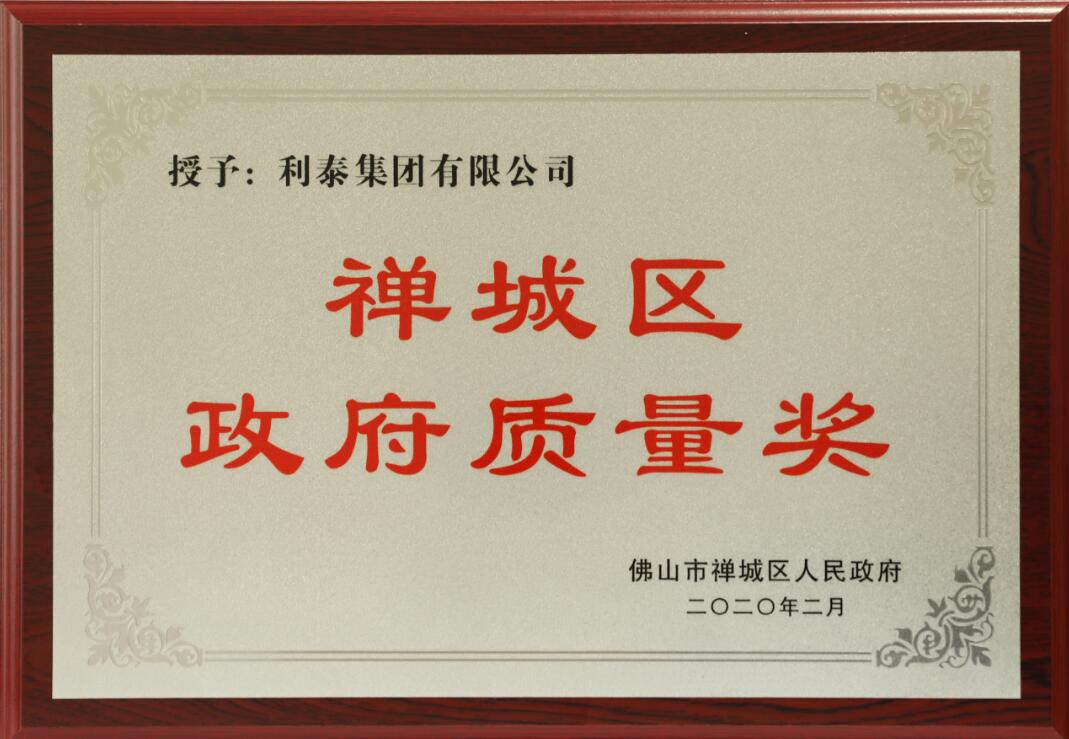 授予：利泰集团有限公司
禅城区
政府质量奖
佛山市禅城区人民政府
二〇二〇年二月